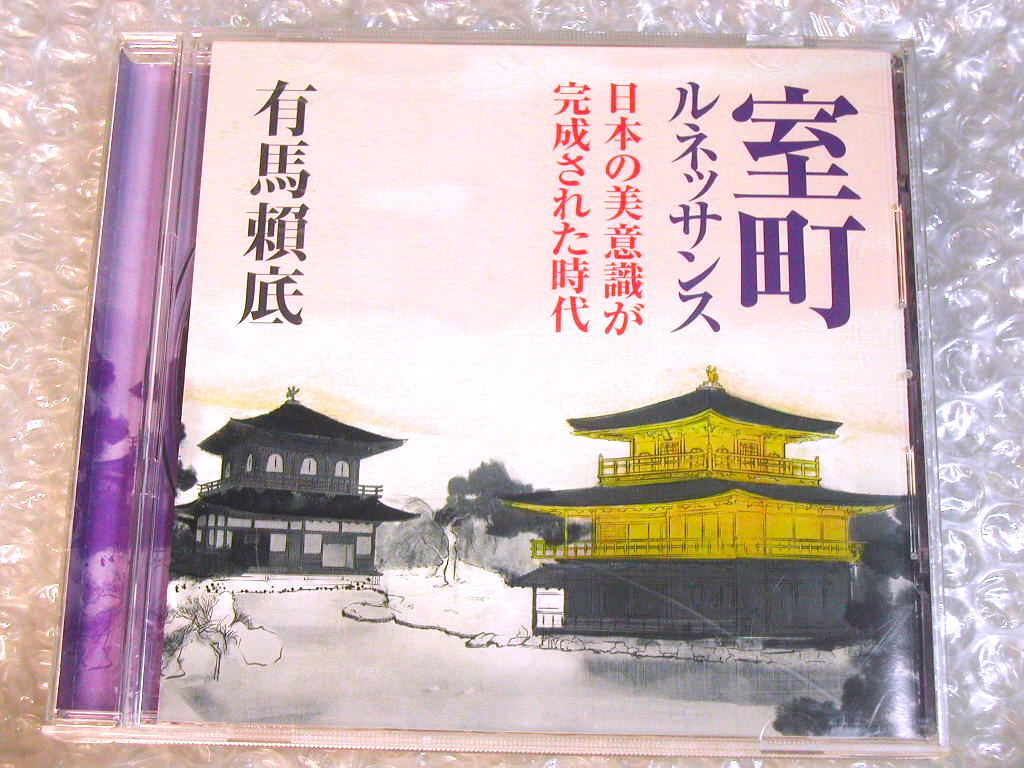 室町
ルネッサンス
日本の美意識が
完成された時代
有馬賴底